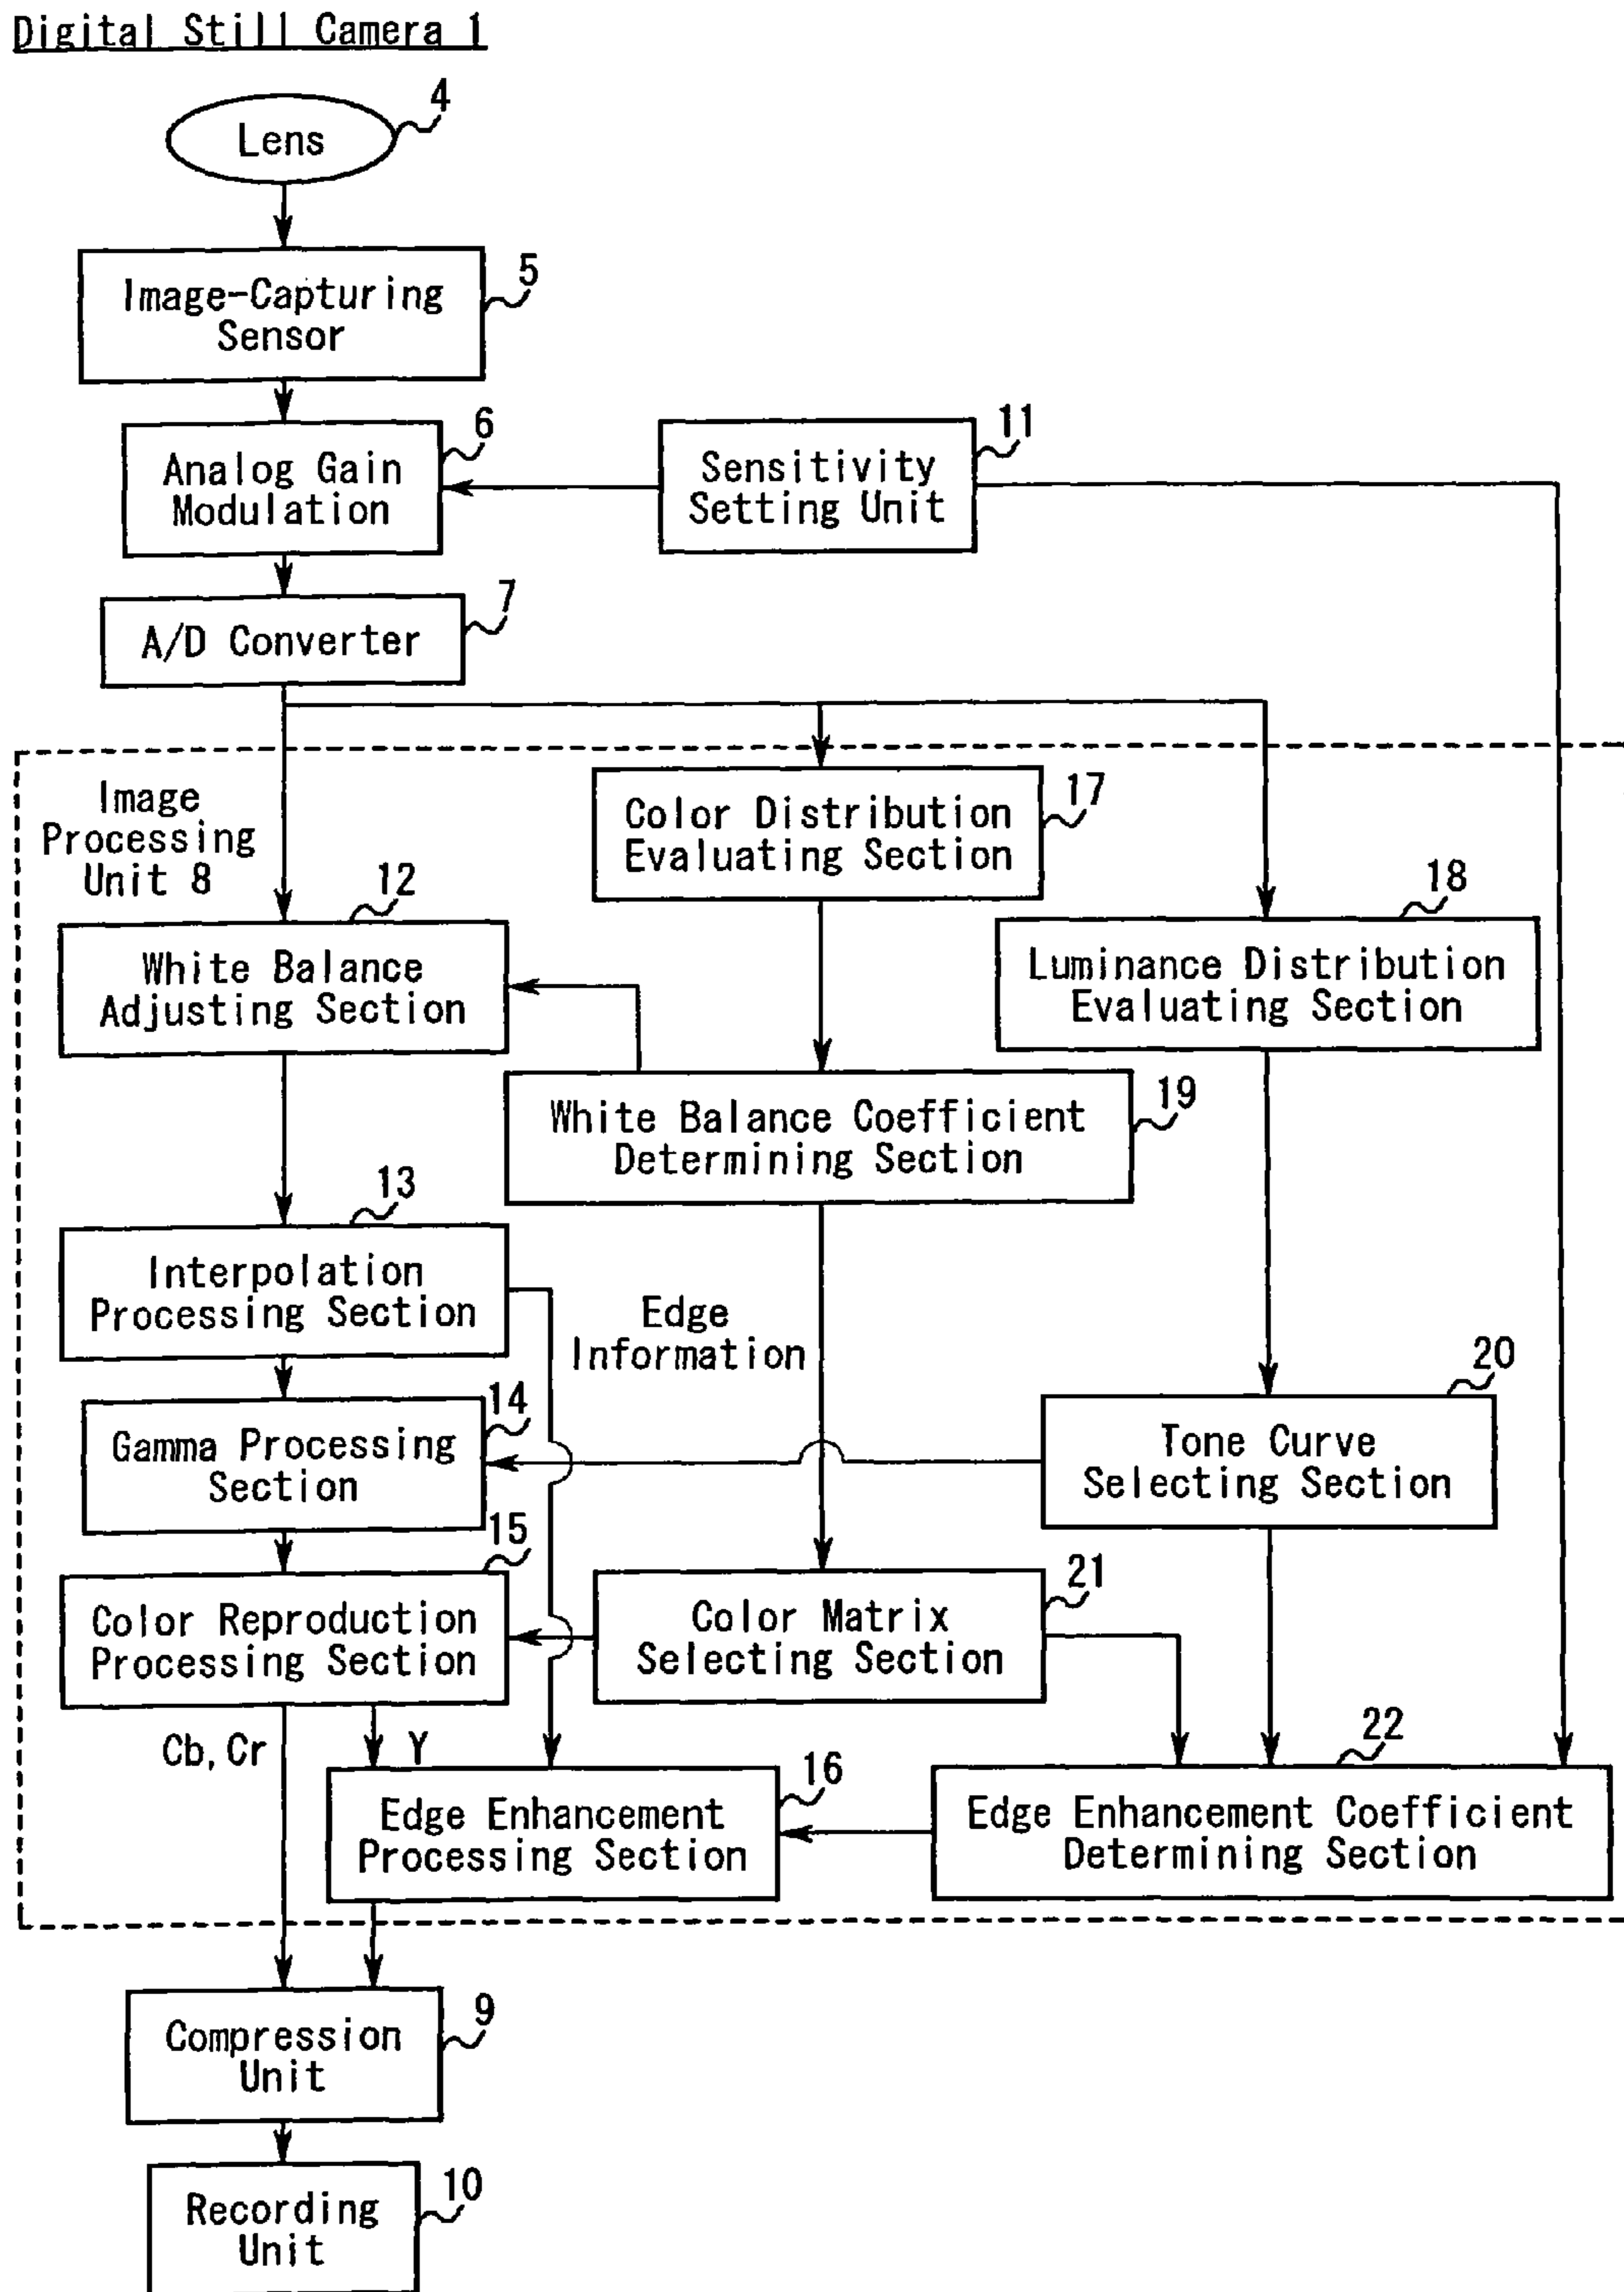 Digital Still Camera 1
4
Lens
5
Image-Capturing
Sensor
6
Analog Gain
Modulation
11
Sensitivity
Setting Unit
7
A/D Converter
Image
Processing
Unit 8
17
Color Distribution
Evaluating Section
12
White Balance
Adjusting Section
18
Luminance Distribution
Evaluating Section
19
White Balance Coefficient
Determining Section
13
Interpolation
Processing Section
Edge
Information
20
Tone Curve
Selecting Section
14
Gamma Processing
Section
15
Color Reproduction
Processing Section
21
Color Matrix
Selecting Section
Cb, Cr
Y
16
Edge Enhancement
Processing Section
22
Edge Enhancement Coefficient
Determining Section
9
Compression
Unit
10
Recording
Unit